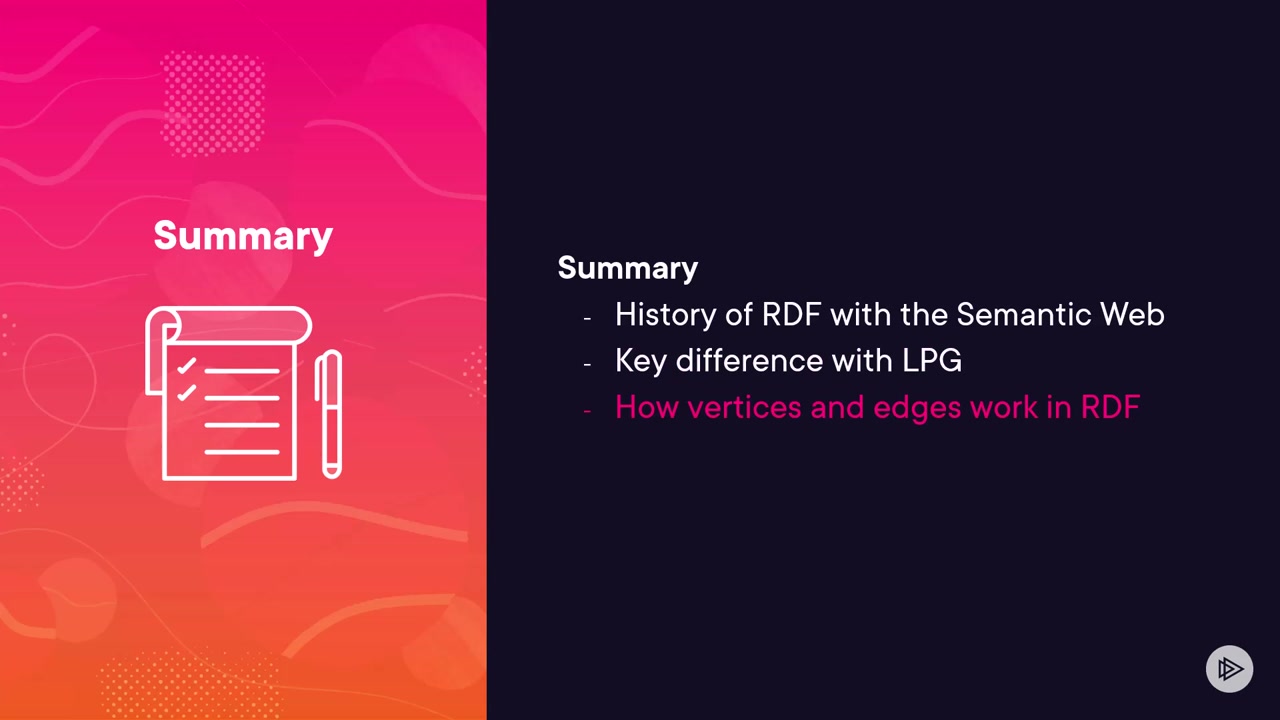 Summary
Summary
- History of RDF with the Semantic Web
- Key difference with LPG
- How vertices and edges work in RDF